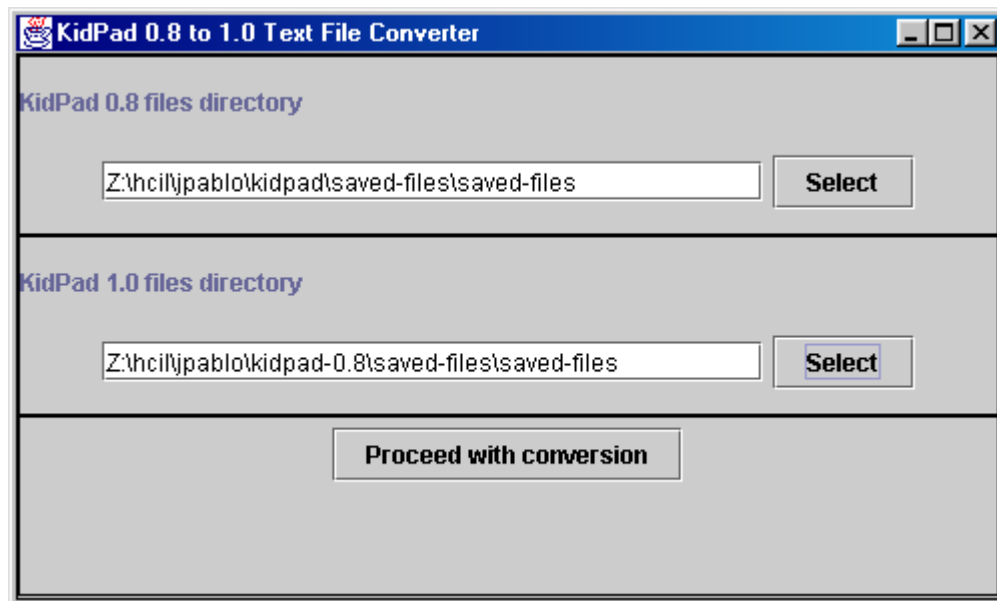 KidPad 0.8 to 1.0 Text File Converter
KidPad 0.8 files directory
Z:\hcil\jpablo\kidpad\saved-files\saved-files Select
KidPad 1.0 files directory
Z:\hcil\jpablo\kidpad-0.8\saved-files\saved-files Select
Proceed with conversion